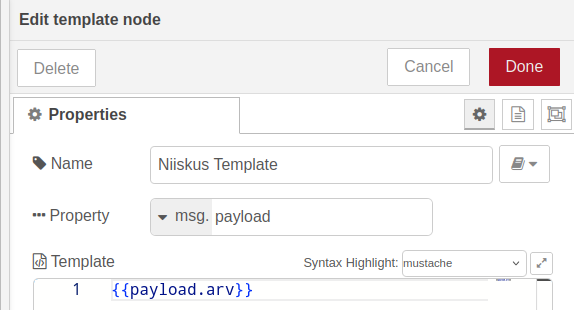 Edit template node
Delete
Cancel
Done
Properties
Name
Niiskus Template
Property
msg. payload
Template
Syntax Highlight: mustache
1 {{payload.arv}}